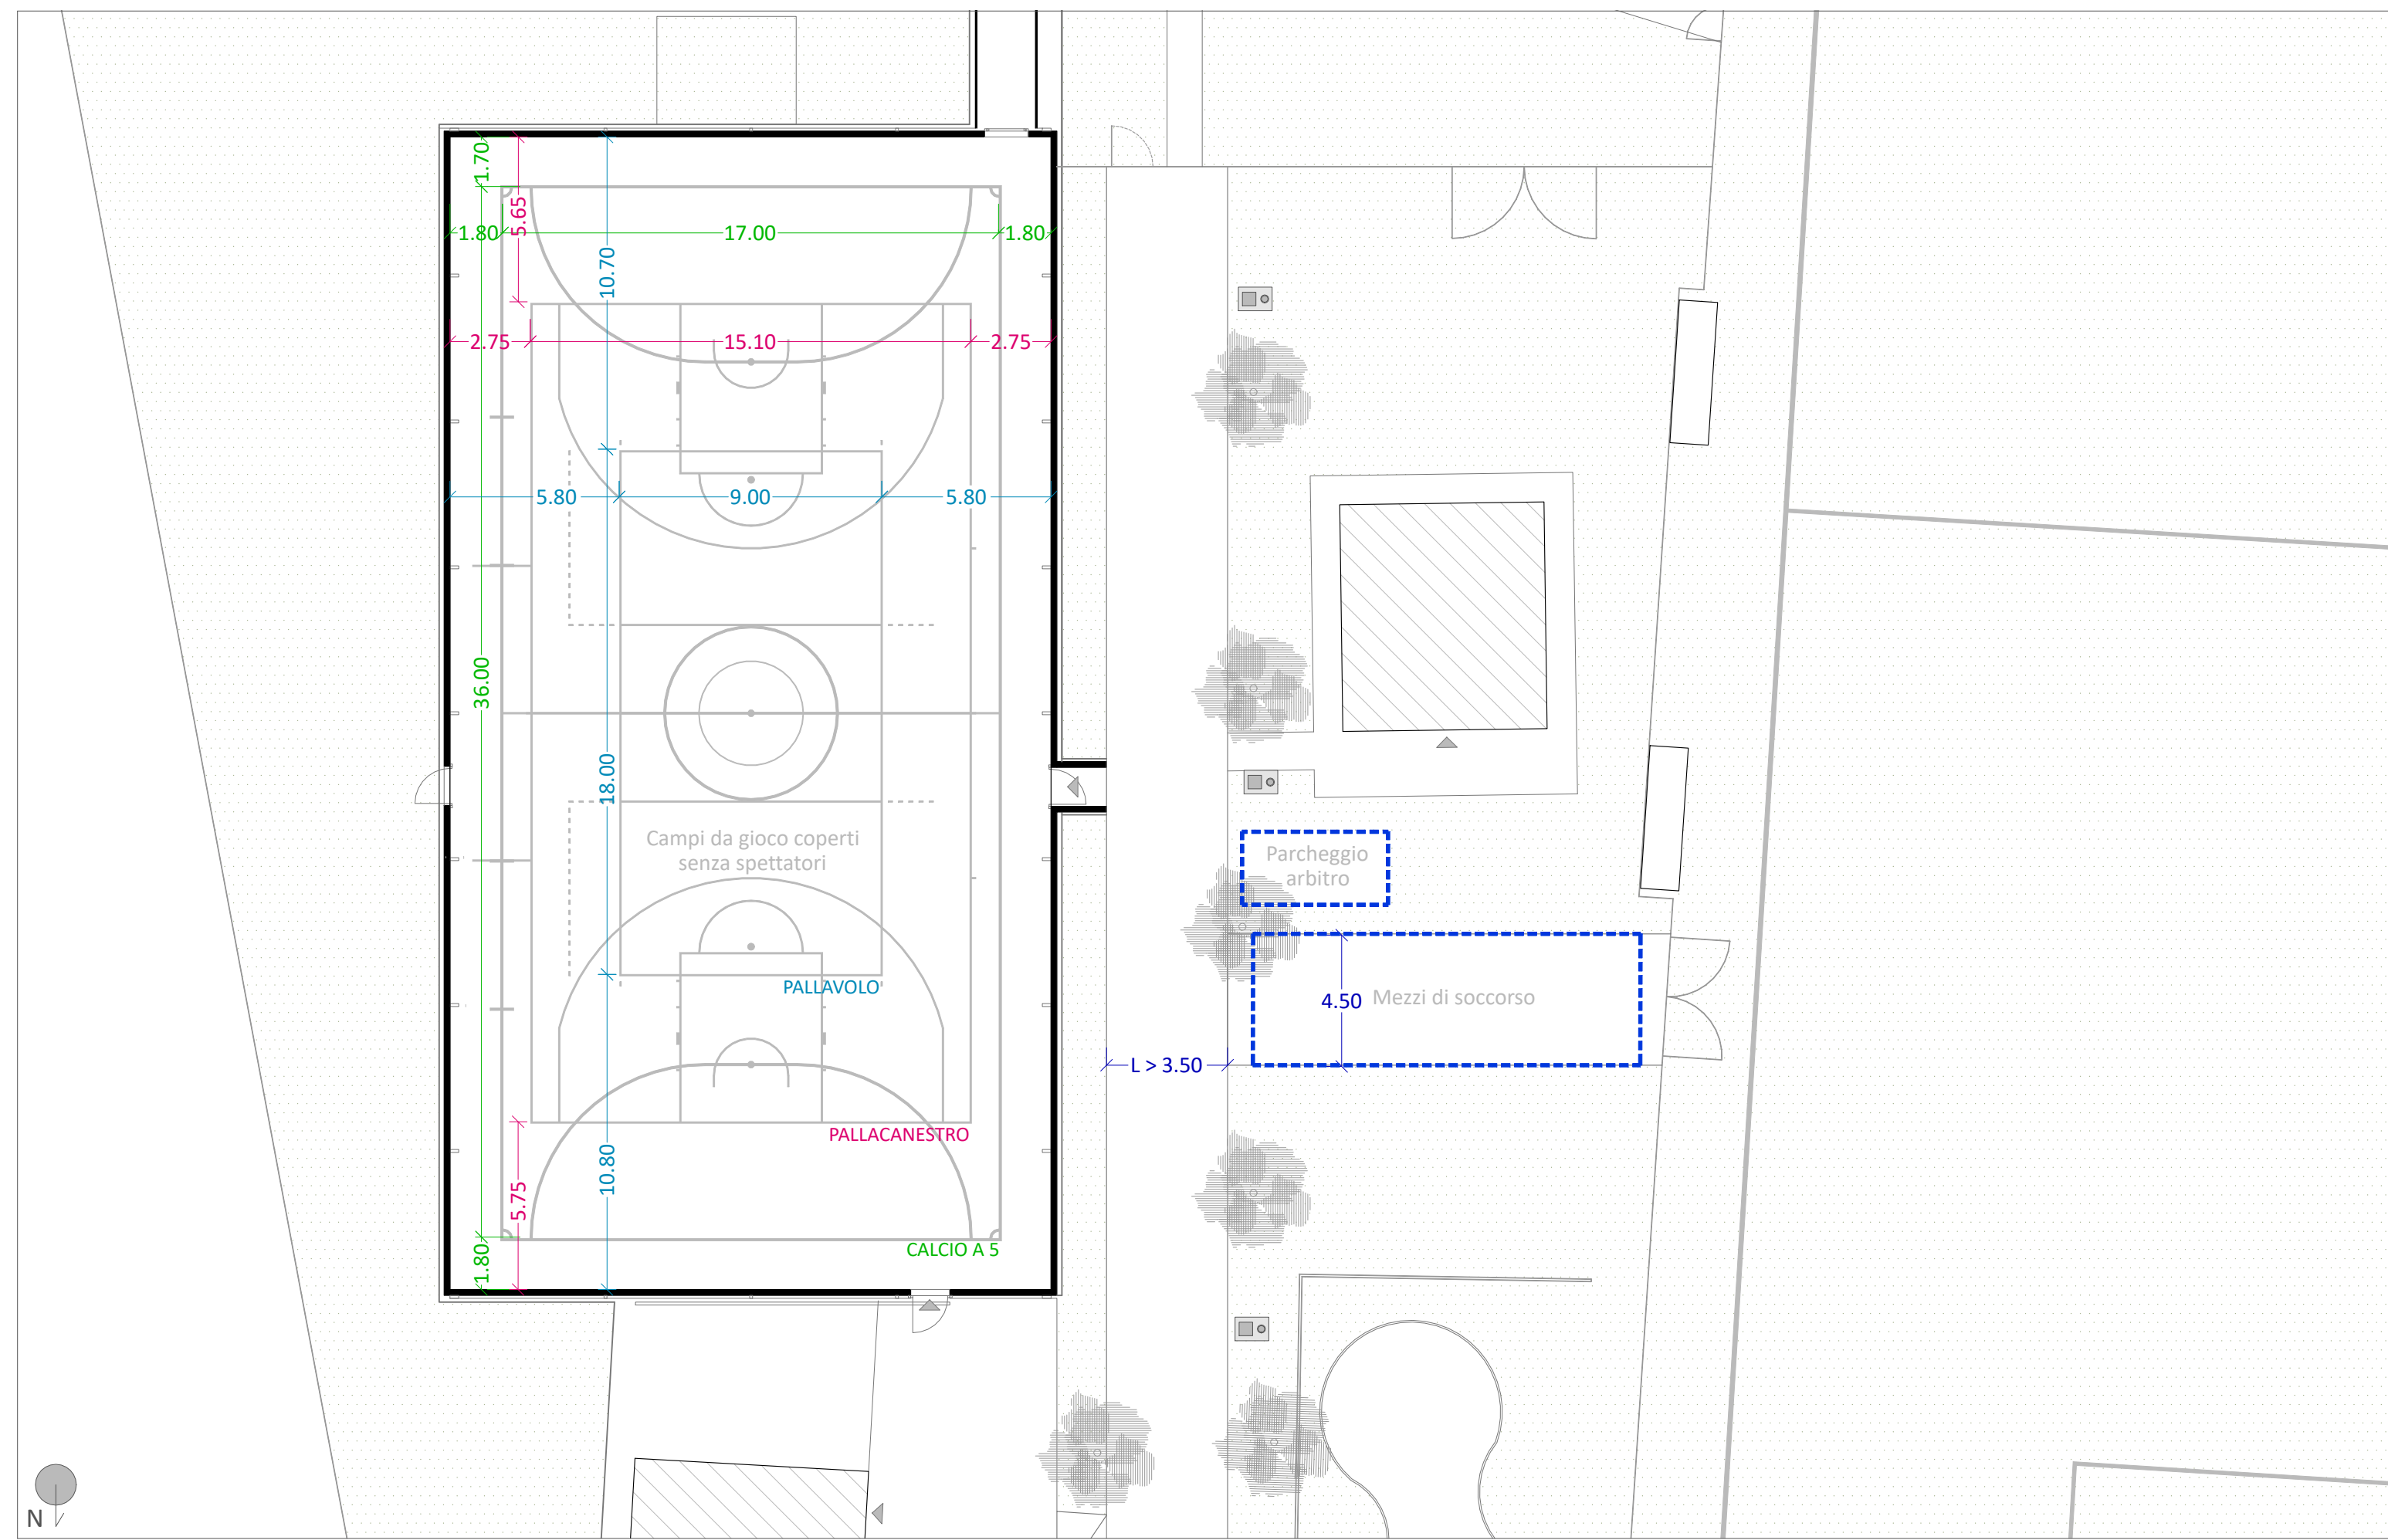 1.70
5.65
1.80
17.00
1.80
10.70
2.75
15.10
2.75
5.80
9.00
5.80
36.00
18.00
Campi da gioco coperti
senza spettatori
Parcheggio
arbitro
PALLAVOLO
4.50
Mezzi di soccorso
L > 3.50
PALLACANESTRO
10.80
5.75
CALCIO A 5
1.80
N